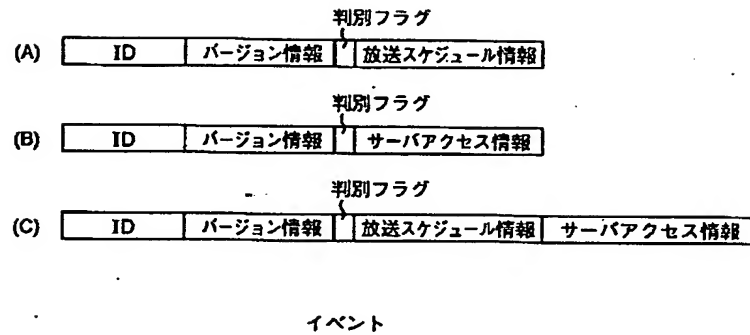 判別フラグ
(A) ID バージョン情報 放送スケジュール情報
判別フラグ
(B) ID バージョン情報 サーバアクセス情報
判別フラグ
(C) ID バージョン情報 放送スケジュール情報 サーバアクセス情報
イベント